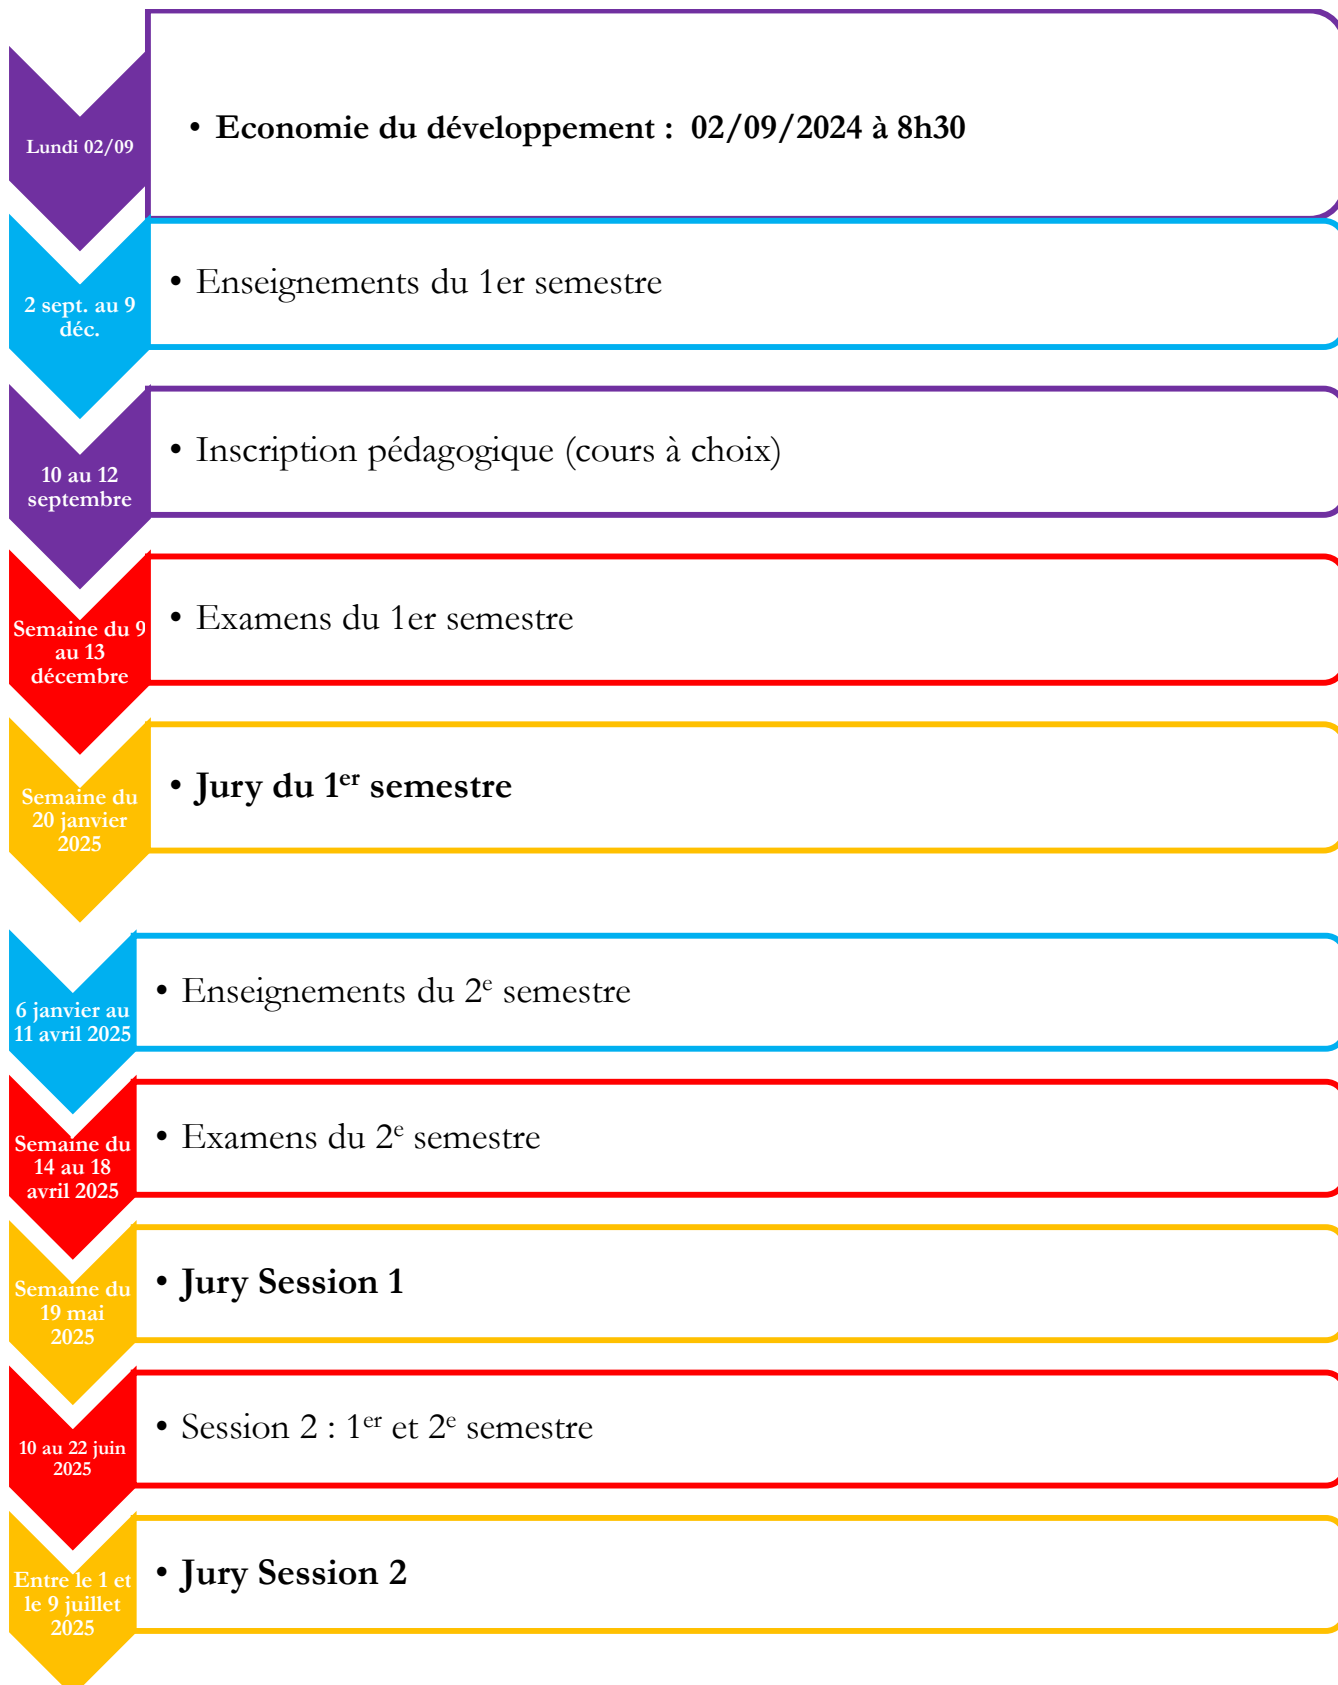 Lundi 02/09
• Economie du développement : 02/09/2024 à 8h30
2 sept. au 9
déc.
• Enseignements du 1er semestre
10 au 12
septembre
• Inscription pédagogique (cours à choix)
Semaine du 9
au 13
décembre
• Examens du 1er semestre
Semaine du
20 janvier
2025
• Jury du 1er semestre
6 janvier au
11 avril 2025
• Enseignements du 2e semestre
Semaine du
14 au 18
avril 2025
• Examens du 2e semestre
Semaine du
19 mai
2025
• Jury Session 1
10 au 22 juin
2025
• Session 2 : 1er et 2e semestre
Entre le 1 et
le 9 juillet
2025
• Jury Session 2